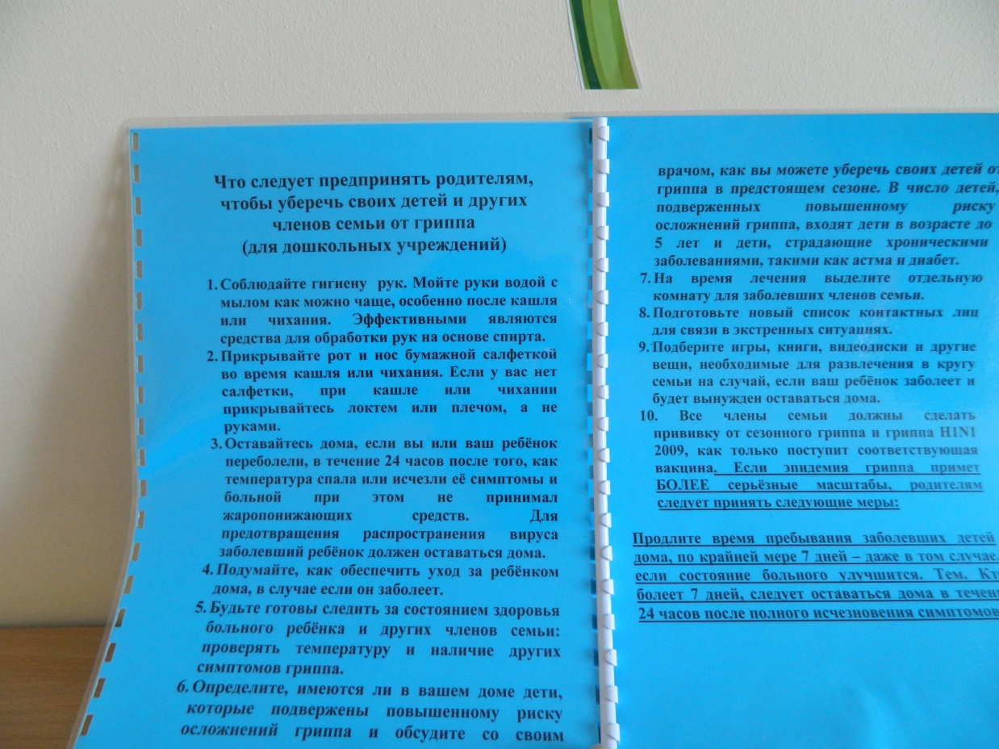 Что следует предпринять родителям,
чтобы уберечь своих детей и других
членов семьи от гриппа
(для дошкольных учреждений)
1. Соблюдайте гигиену рук. Мойте руки водой с
мылом как можно чаще, особенно после кашля
или чихания. Эффективными являются
средства для обработки рук на основе спирта.
2. Прикрывайте рот и нос бумажной салфеткой
во время кашля или чихания. Если у вас нет
салфетки, при кашле или чихании
прикрывайтесь локтем или плечом, а не
руками.
3. Оставайтесь дома, если вы или ваш ребёнок
переболели, в течение 24 часов после того, как
температура спала или исчезли её симптомы и
больной при этом не принимал
жаропонижающих средств. Для
предотвращения распространения вируса
заболевший ребёнок должен оставаться дома.
4. Подумайте, как обеспечить уход за ребёнком
дома, в случае если он заболеет.
5. Будьте готовы следить за состоянием здоровья
больного ребёнка и других членов семьи:
проверять температуру и наличие других
симптомов гриппа.
6. Определите, имеются ли в вашем доме дети,
которые подвержены повышенному риску
осложнений гриппа и обсудите со своим
врачом, как вы можете уберечь своих детей от
гриппа в предстоящем сезоне. В число детей,
подверженных повышенному риску
осложнений гриппа, входят дети в возрасте до
5 лет и дети, страдающие хроническими
заболеваниями, такими как астма и диабет.
7. На время лечения выделите отдельную
комнату для заболевших членов семьи.
8. Подготовьте новый список контактных лиц
для связи в экстренных ситуациях.
9. Подберите игры, книги, видеодиски и другие
вещи, необходимые для развлечения в кругу
семьи на случай, если ваш ребёнок заболеет и
будет вынужден оставаться дома.
10. Все члены семьи должны сделать
прививку от сезонного гриппа и гриппа H1N1
2009, как только поступит соответствующая
вакцина. Если эпидемия гриппа примет
БОЛЕЕ серьёзные масштабы, родителям
следует принять следующие меры:
Продлите время пребывания заболевших детей
дома, по крайней мере 7 дней – даже в том случае,
если состояние больного улучшится. Тем. Кт
болеет 7 дней, следует оставаться дома в течен
24 часов после полного исчезновения симптомов